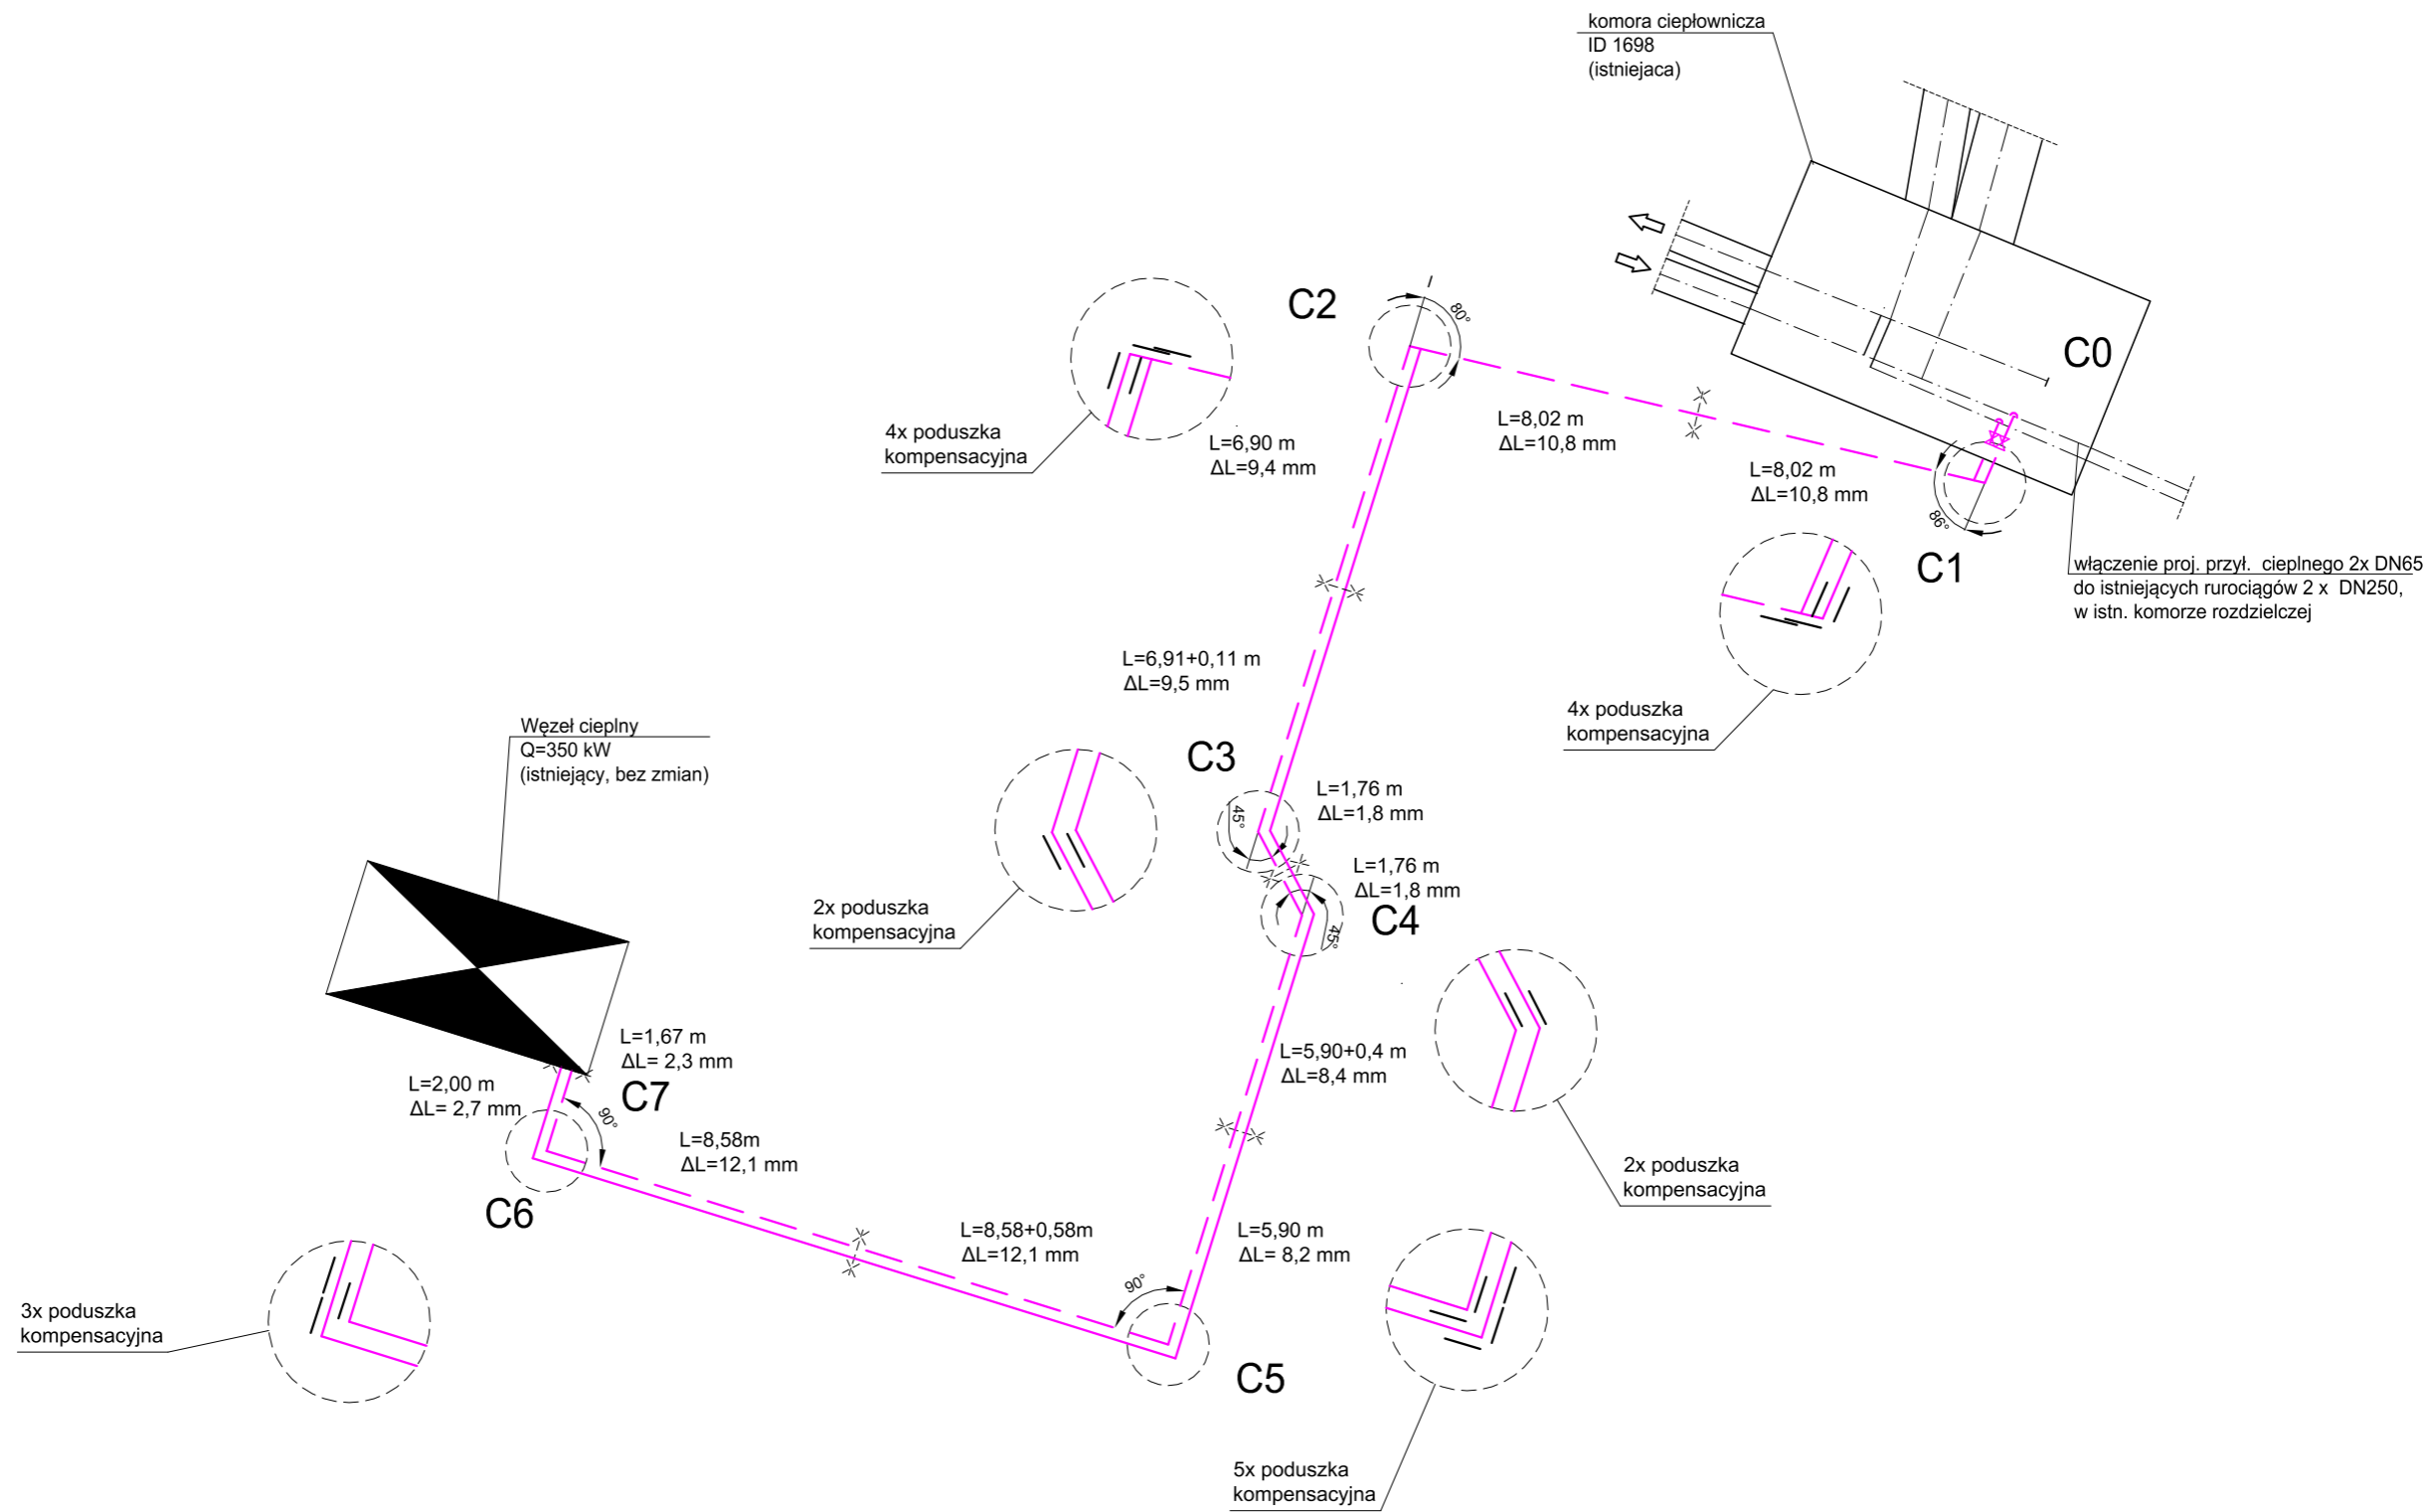 komora ciepłownicza
ID 1698
(istniejaca)
C0
C2
80°
4x poduszka
kompensacyjna
L=6,90 m
ΔL=9,4 mm
L=8,02 m
ΔL=10,8 mm
L=8,02 m
ΔL=10,8 mm
86°
C1
włączenie proj. przył. cieplnego 2x DN65
do istniejących rurociągów 2 x DN250,
w istn. komorze rozdzielczej
L=6,91+0,11 m
ΔL=9,5 mm
4x poduszka
kompensacyjna
Węzeł cieplny
Q=350 kW
(istniejący, bez zmian)
C3
45°
L=1,76 m
ΔL=1,8 mm
L=1,76 m
ΔL=1,8 mm
2x poduszka
kompensacyjna
C4
45°
L=1,67 m
ΔL= 2,3 mm
L=2,00 m
ΔL= 2,7 mm
C7
90°
L=5,90+0,4 m
ΔL=8,4 mm
L=8,58m
ΔL=12,1 mm
2x poduszka
kompensacyjna
C6
L=8,58+0,58m
ΔL=12,1 mm
L=5,90 m
ΔL= 8,2 mm
90°
3x poduszka
kompensacyjna
C5
5x poduszka
kompensacyjna